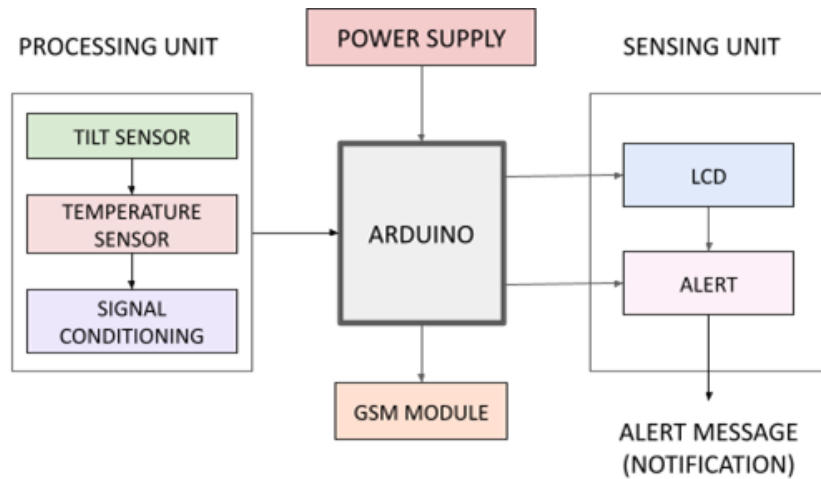 PROCESSING UNIT
POWER SUPPLY
SENSING UNIT
TILT SENSOR
TEMPERATURE
SENSOR
SIGNAL
CONDITIONING
ARDUINO
GSM MODULE
LCD
ALERT
ALERT MESSAGE
(NOTIFICATION)